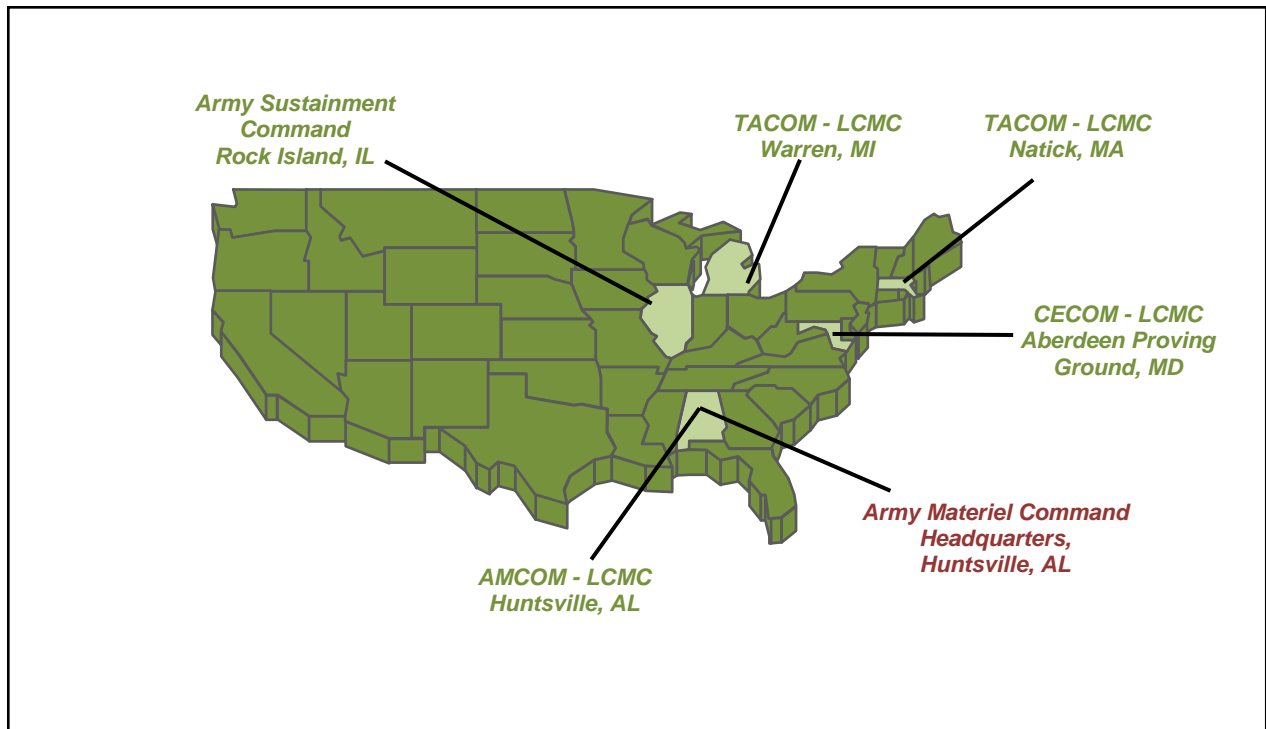 Army Sustainment
Command
Rock Island, IL
TACOM - LCMC
Warren, MI
TACOM - LCMC
Natick, MA
CECOM - LCMC
Aberdeen Proving
Ground, MD
Army Materiel Command
Headquarters,
Huntsville, AL
AMCOM - LCMC
Huntsville, AL